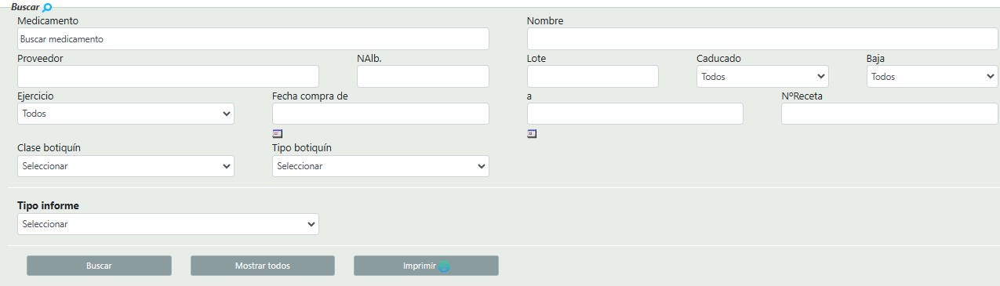 Buscar
Medicamento Nombre
Buscar medicamento
Proveedor NAlb. Lote Caducado Baja
Todos Todos
Ejercicio Fecha compra de a NºReceta
Todos
Clase botiquín Tipo botiquín
Seleccionar Seleccionar
Tipo informe
Seleccionar
Buscar Mostrar todos Imprimir